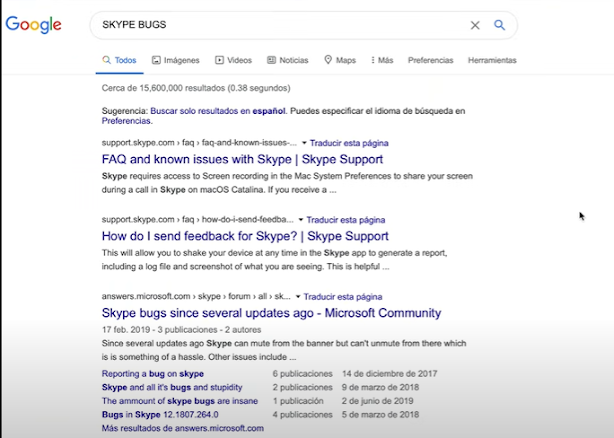 Google
SKYPE BUGS
Todos Imágenes Videos Noticias Maps Más Preferencias Herramientas
Cerca de 15,600,000 resultados (0.38 segundos)
Sugerencia: Buscar solo resultados en español. Puedes especificar el idioma de búsqueda en
Preferencias.
support.skype.com › faq › faq-and-known-issues-... Traducir esta página
FAQ and known issues with Skype | Skype Support
Skype requires access to Screen recording in the Mac System Preferences to share your screen
during a call in Skype on macOS Catalina. If you receive a ...
support.skype.com › faq › how-do-i-send-feedba... Traducir esta página
How do I send feedback for Skype? | Skype Support
This will allow you to shake your device at any time in the Skype app to generate a report,
including a log file and screenshot of what you are seeing. This is helpful ...
answers.microsoft.com › skype › forum › all › sk... Traducir esta página
Skype bugs since several updates ago - Microsoft Community
17 feb. 2019 - 3 publicaciones - 2 autores
Since several updates ago Skype can mute from the banner but can't unmute from there which
is is something of a hassle. Other issues include ...
Reporting a bug on skype 6 publicaciones 14 de diciembre de 2017
Skype and all it's bugs and stupidity 2 publicaciones 9 de marzo de 2018
The ammount of skype bugs are insane 1 publicación 2 de junio de 2019
Bugs in Skype 12.1807.264.0 4 publicaciones 5 de marzo de 2018
Más resultados de answers.microsoft.com